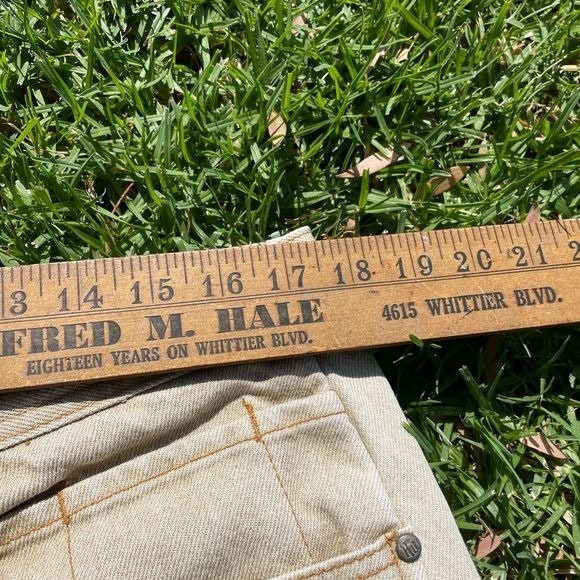 3 14 15 16 17 18 19 20 21 2
FRED M. HALE 4615 WHITTIER BLVD.
EIGHTEEN YEARS ON WHITTIER BLVD.